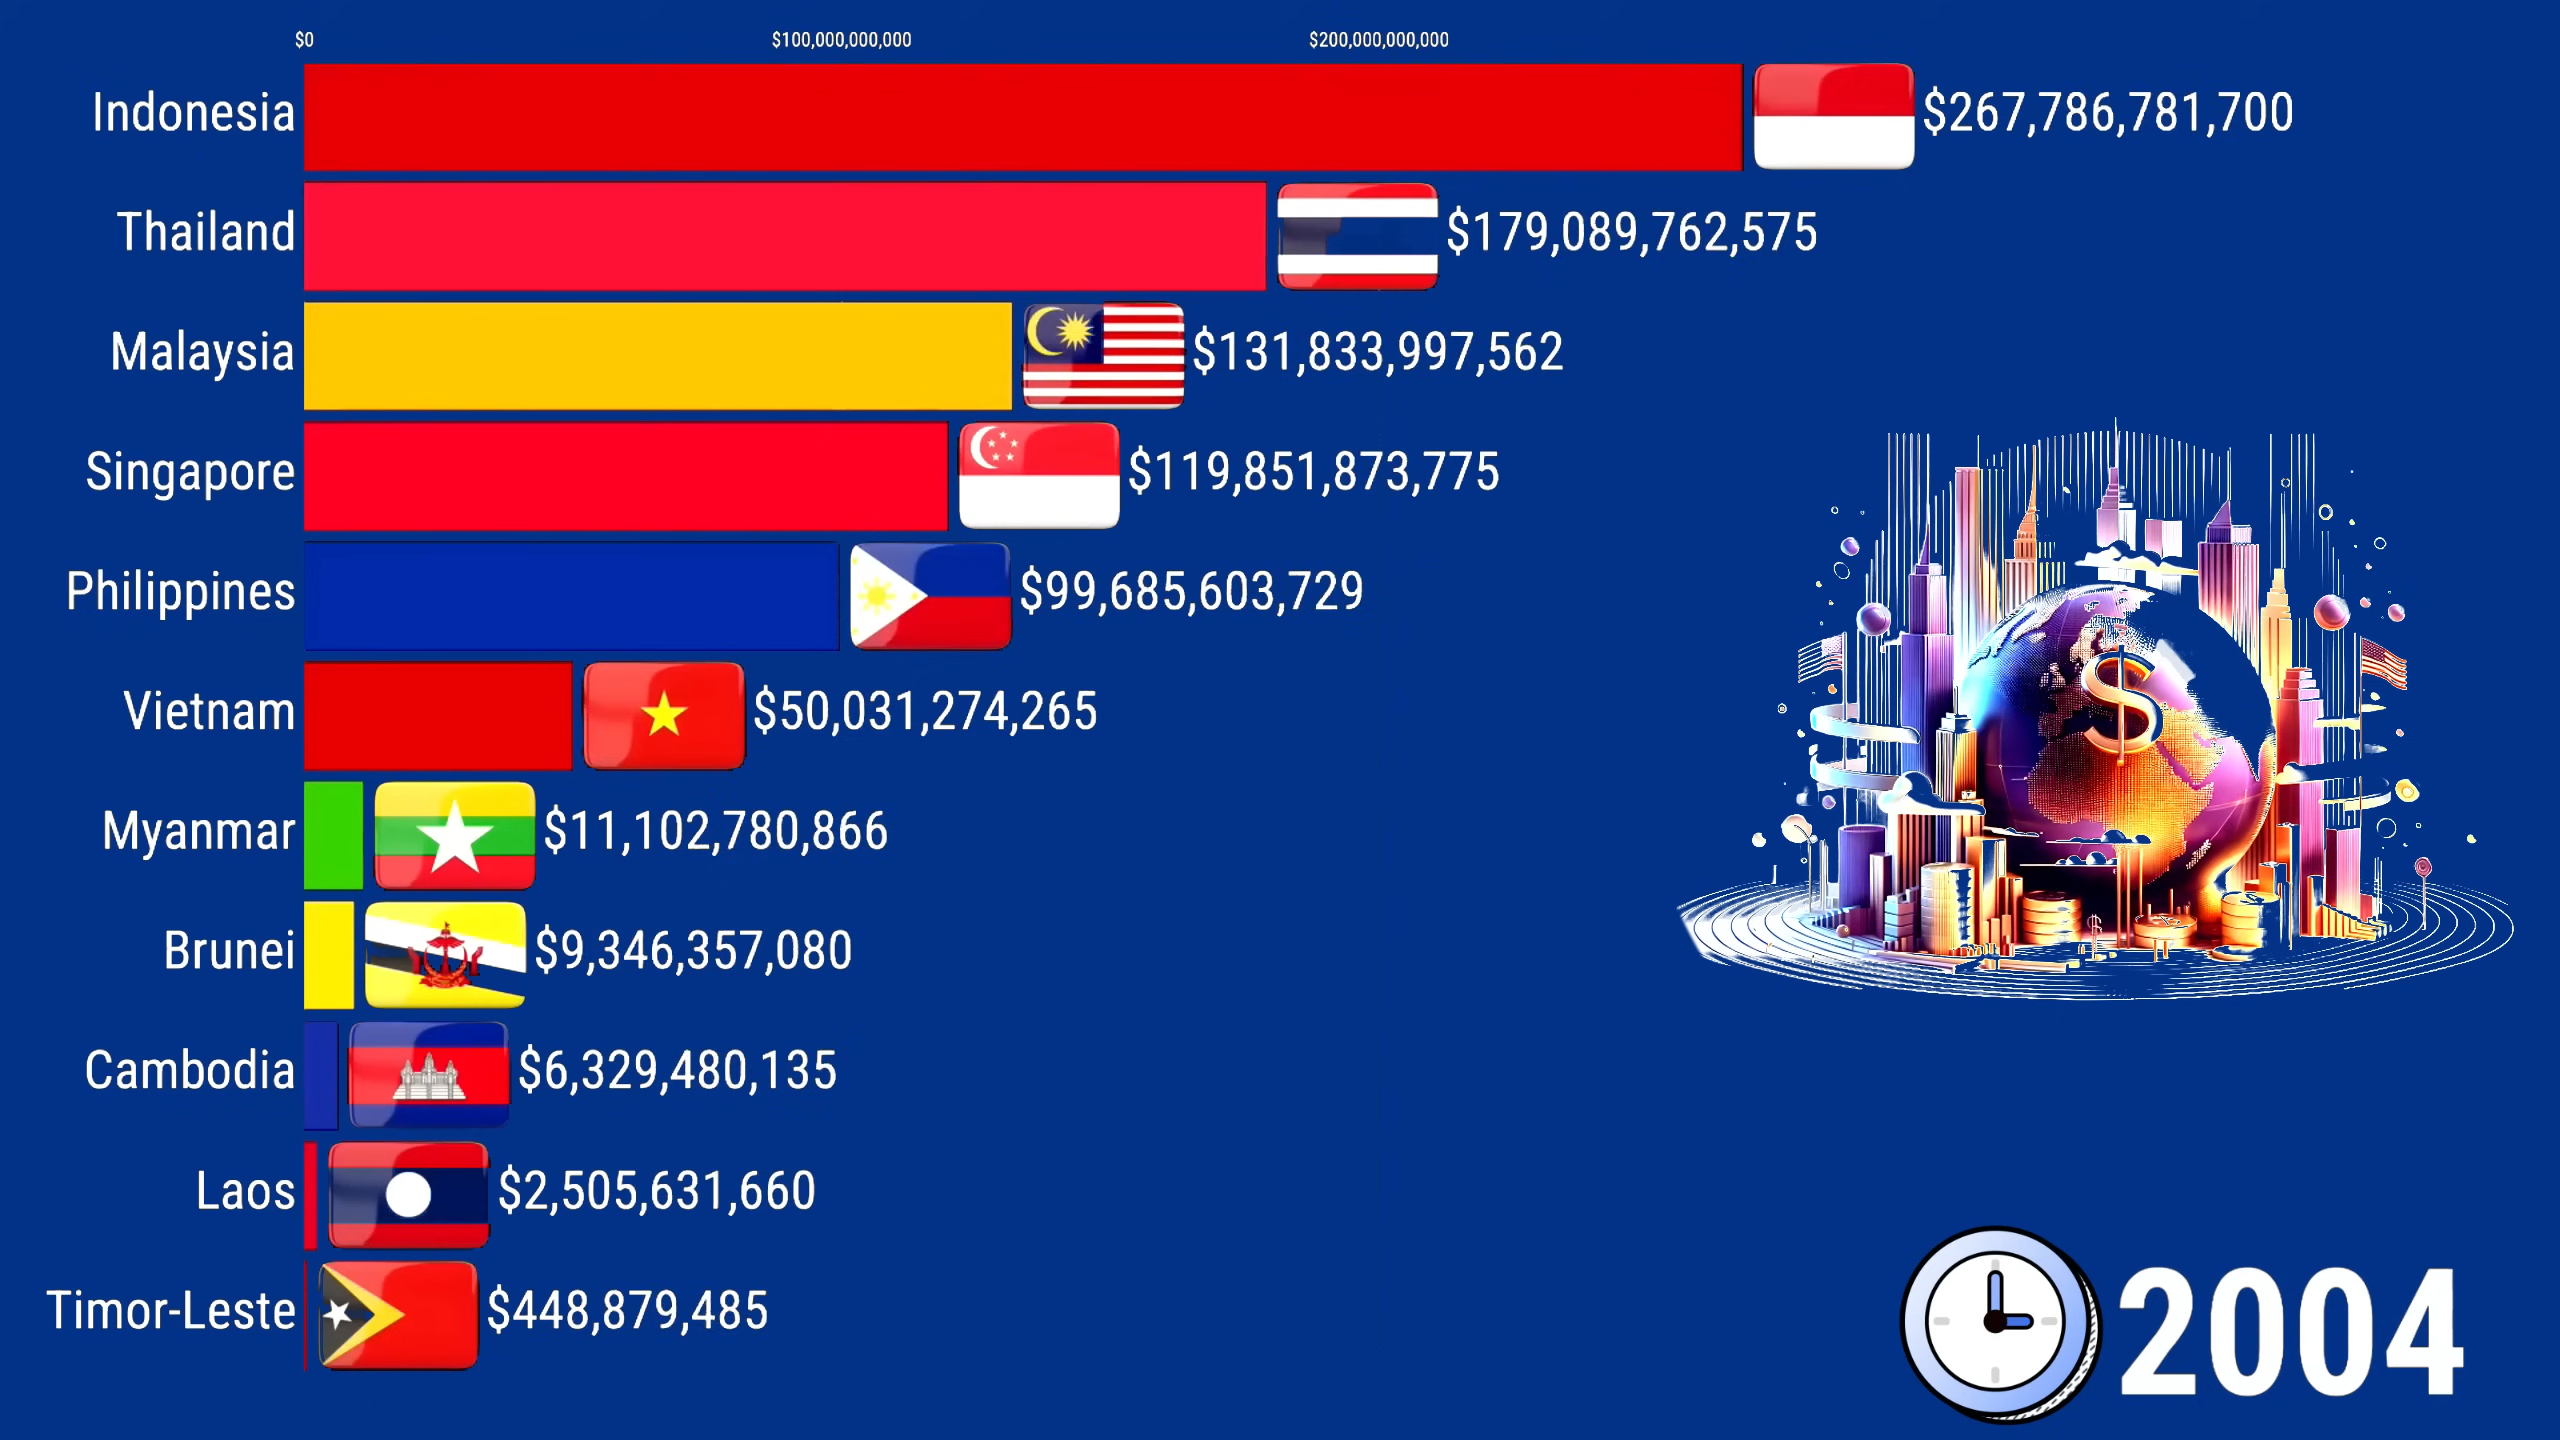 $0 $100,000,000,000 $200,000,000,000
Indonesia $267,786,781,700
Thailand $179,089,762,575
Malaysia $131,833,997,562
Singapore $119,851,873,775
Philippines $99,685,603,729
Vietnam $50,031,274,265
Myanmar $11,102,780,866
Brunei $9,346,357,080
Cambodia $6,329,480,135
Laos $2,505,631,660
Timor-Leste $448,879,485
$
2004